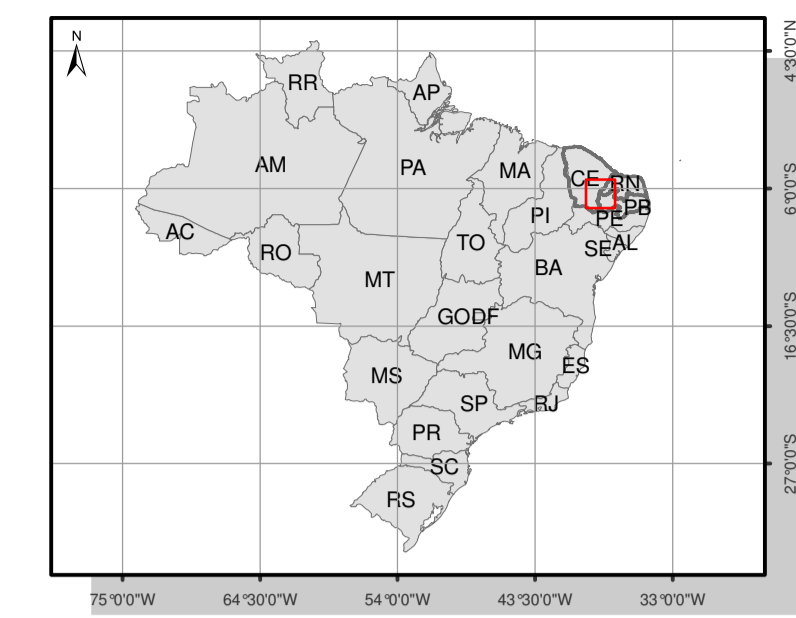 N
4°30'0"N
RR
AP
AM
PA
MA
CE
RN
6°0'0"S
PI
PB
PE
AC
TO
SE
AL
RO
BA
MT
GO
DF
16°30'0"S
MG
ES
MS
SP
RJ
PR
SC
27°0'0"S
RS
75°0'0"W 64°30'0"W 54°0'0"W 43°30'0"W 33°0'0"W